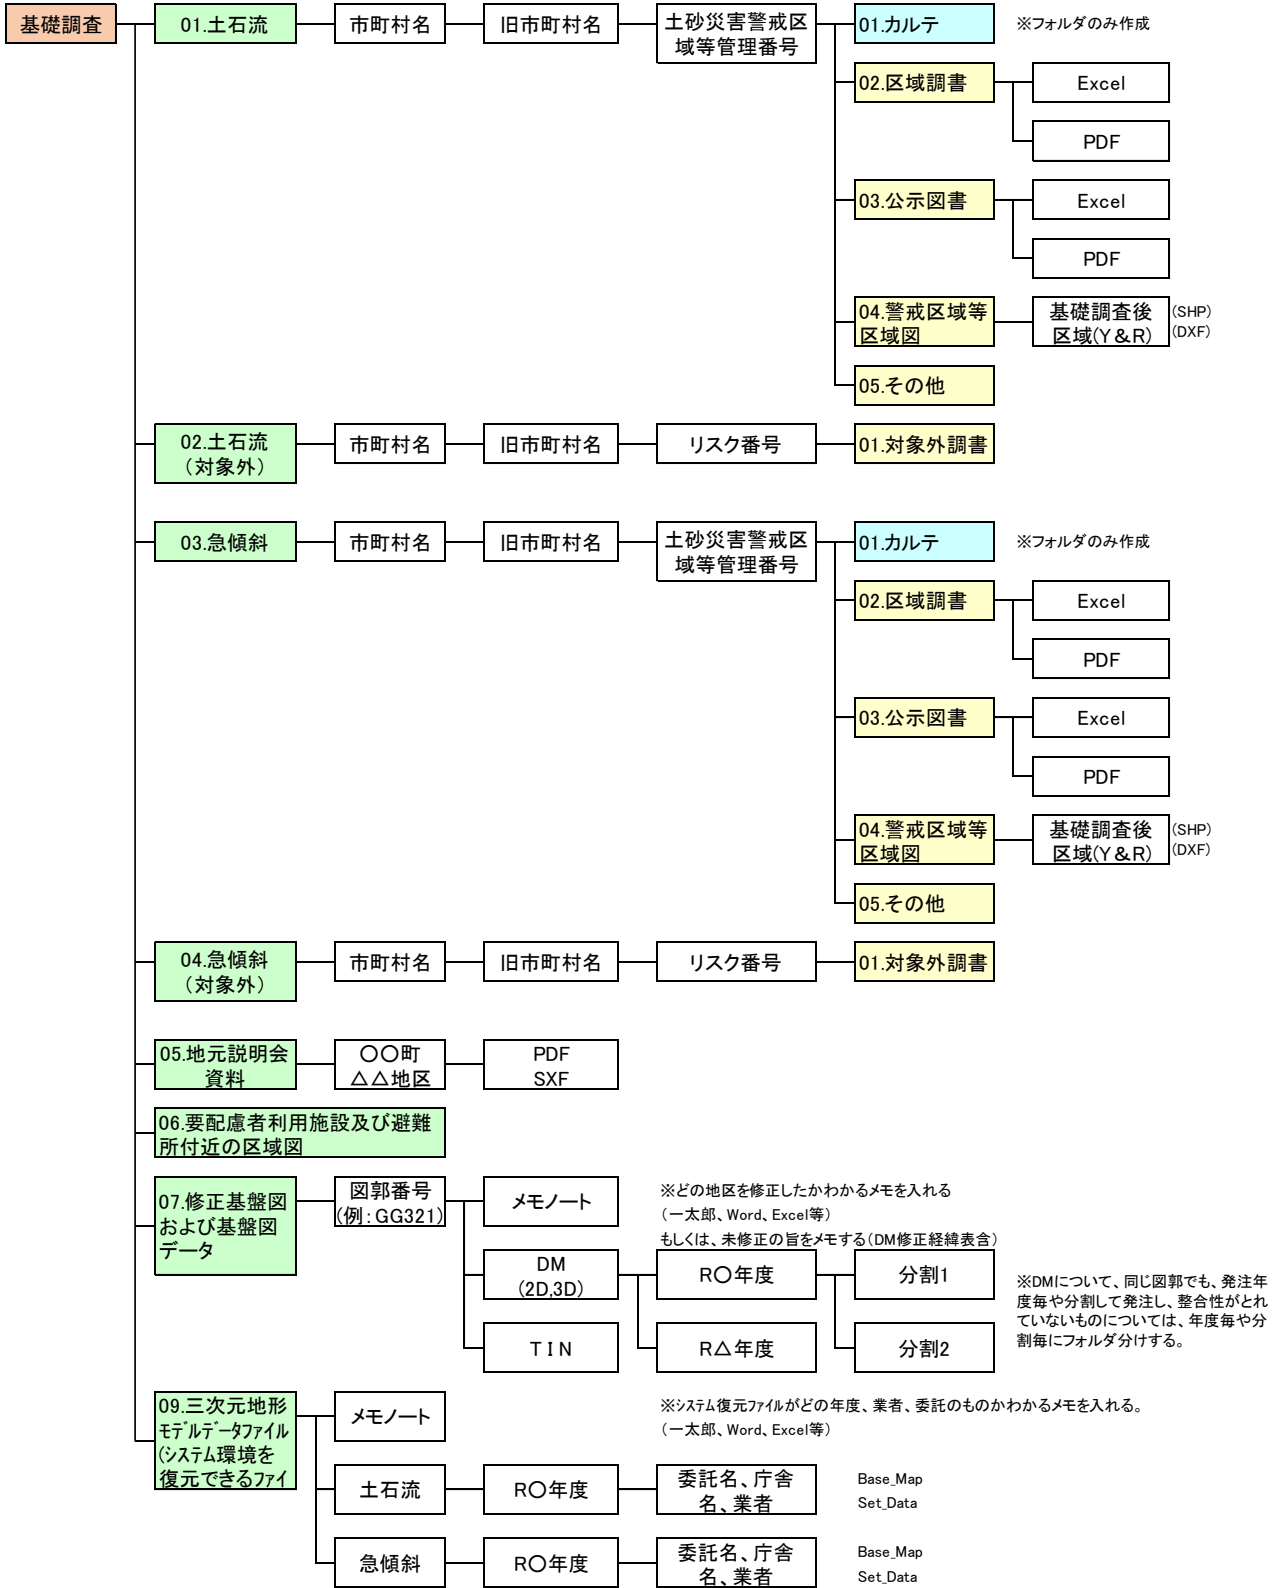 基礎調査
01.土石流
市町村名
旧市町村名
土砂災害警戒区
域等管理番号
01.カルテ
※フォルダのみ作成
02.区域調書
Excel
PDF
03.公示図書
Excel
PDF
04.警戒区域等
区域図
基礎調査後
区域(Y&R)
(SHP)
(DXF)
05.その他
02.土石流
（対象外）
市町村名
旧市町村名
リスク番号
01.対象外調書
03.急傾斜
市町村名
旧市町村名
土砂災害警戒区
域等管理番号
01.カルテ
※フォルダのみ作成
02.区域調書
Excel
PDF
03.公示図書
Excel
PDF
04.警戒区域等
区域図
基礎調査後
区域(Y&R)
(SHP)
(DXF)
05.その他
04.急傾斜
（対象外）
市町村名
旧市町村名
リスク番号
01.対象外調書
05.地元説明会
資料
〇〇町
△△地区
PDF
SXF
06.要配慮者利用施設及び避難
所付近の区域図
07.修正基盤図
および基盤図
データ
図郭番号
(例：GG321)
メモノート
※どの地区を修正したかわかるメモを入れる
（一太郎、Word、Excel等）
もしくは、未修正の旨をメモする（DM修正経緯表含）
DM
(2D,3D)
R〇年度
分割1
※DMについて、同じ図郭でも、発注年
度毎や分割して発注し、整合性がとれ
ていないものについては、年度毎や分
割毎にフォルダ分けする。
TIN
R△年度
分割2
09.三次元地形
ﾓﾃﾞﾙﾃﾞｰﾀﾌｧｲﾙ
(ｼｽﾃﾑ環境を
復元できるﾌｧｲ
メモノート
※ｼｽﾃﾑ復元ﾌｧｲﾙがどの年度、業者、委託のものかわかるメモを入れる。
（一太郎、Word、Excel等）
土石流
R〇年度
委託名、庁舎
名、業者
Base_Map
Set_Data
急傾斜
R〇年度
委託名、庁舎
名、業者
Base_Map
Set_Data